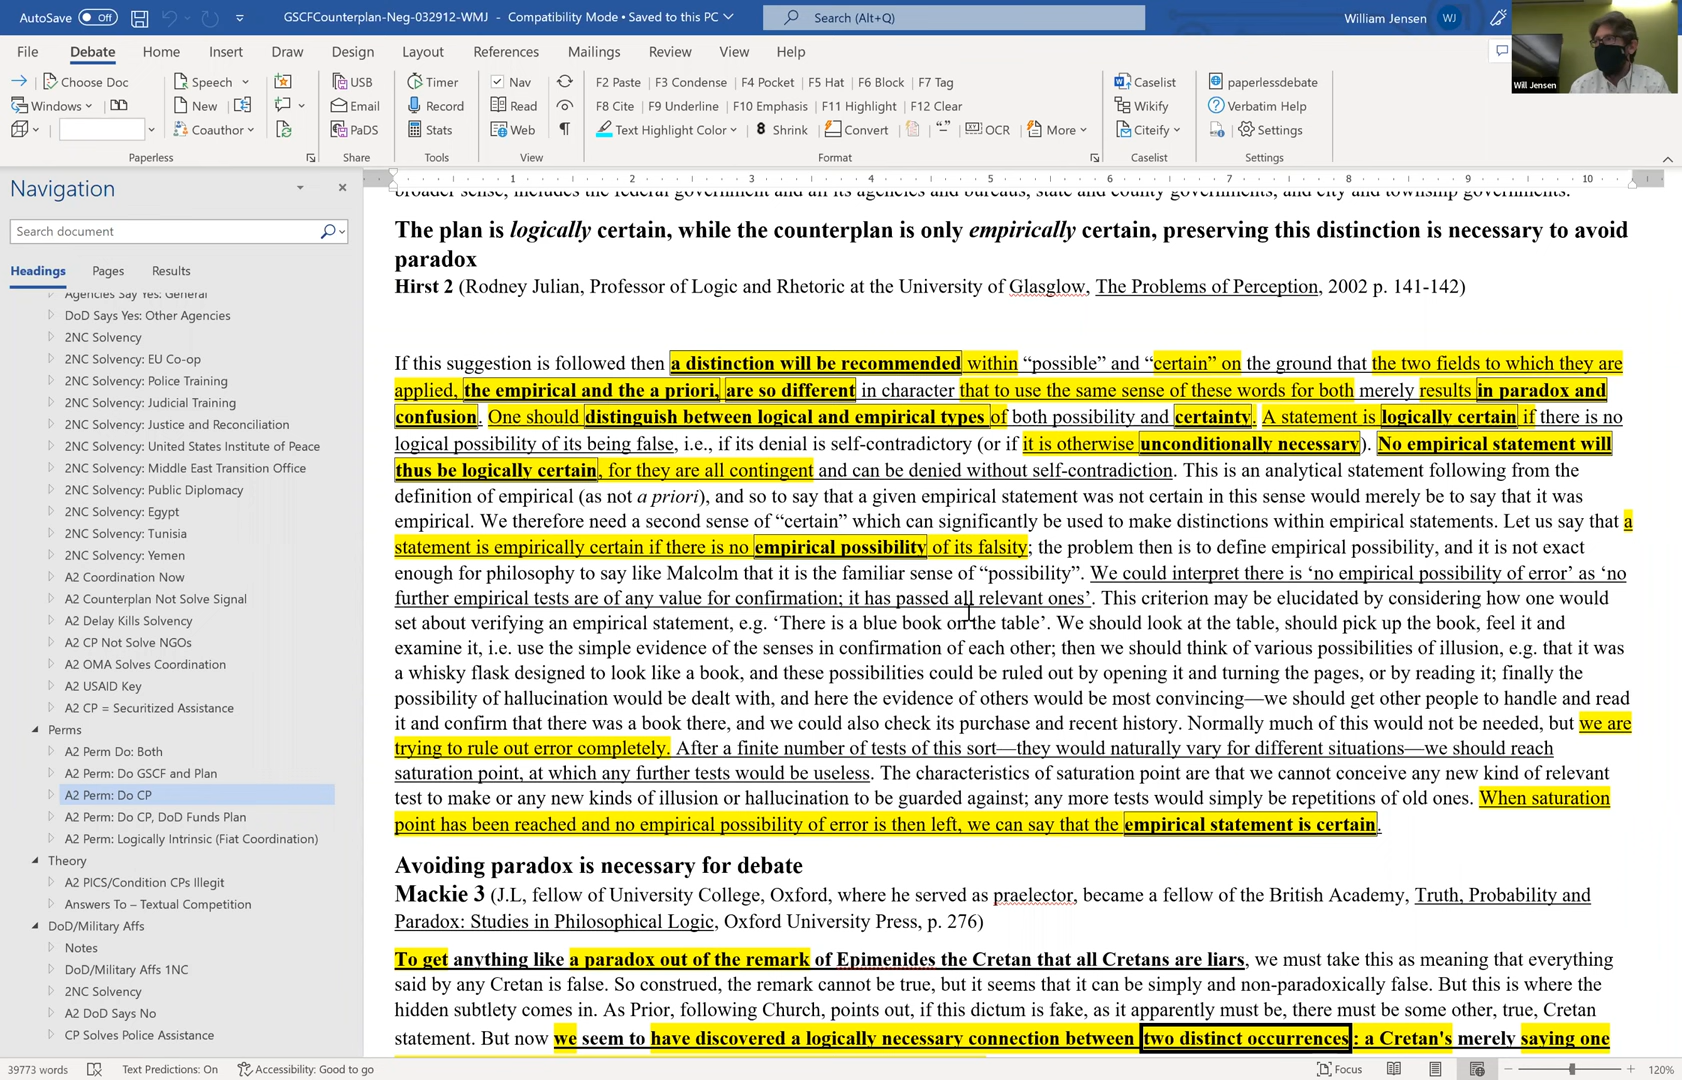 AutoSave Off GSCFCounterplan-Neg-032912-WMJ - Compatibility Mode • Saved to this PC Search (Alt+Q) William Jensen WJ
File Debate Home Insert Draw Design Layout References Mailings Review View Help
Choose Doc Speech USB Timer Nav F2 Paste F3 Condense F4 Pocket F5 Hat F6 Block F7 Tag Caselist paperlessdebate
Windows New Email Record Read F8 Cite F9 Underline F10 Emphasis F11 Highlight F12 Clear Wikify Verbatim Help
Coauthor PaDS Stats Web Text Highlight Color 8 Shrink Convert OCR More Citeify Settings
Paperless Share Tools View Format Caselist Settings
Will Jensen
Navigation
Search document
Headings Pages Results
Agencies Say Yes: General
DoD Says Yes: Other Agencies
2NC Solvency
2NC Solvency: EU Co-op
2NC Solvency: Police Training
2NC Solvency: Judicial Training
2NC Solvency: Justice and Reconciliation
2NC Solvency: United States Institute of Peace
2NC Solvency: Middle East Transition Office
2NC Solvency: Public Diplomacy
2NC Solvency: Egypt
2NC Solvency: Tunisia
2NC Solvency: Yemen
A2 Coordination Now
A2 Counterplan Not Solve Signal
A2 Delay Kills Solvency
A2 CP Not Solve NGOs
A2 OMA Solves Coordination
A2 USAID Key
A2 CP = Securitized Assistance
Perms
A2 Perm Do: Both
A2 Perm: Do GSCF and Plan
A2 Perm: Do CP
A2 Perm: Do CP, DoD Funds Plan
A2 Perm: Logically Intrinsic (Fiat Coordination)
Theory
A2 PICS/Condition CPs Illegit
Answers To – Textual Competition
DoD/Military Affs
Notes
DoD/Military Affs 1NC
2NC Solvency
A2 DoD Says No
CP Solves Police Assistance
1 2 3 4 5 6 7 8 9 10
broader sense, includes the federal government and all its agencies and bureaus, state and county governments, and city and township governments.
The plan is logically certain, while the counterplan is only empirically certain, preserving this distinction is necessary to avoid
paradox
Hirst 2 (Rodney Julian, Professor of Logic and Rhetoric at the University of Glasglow, The Problems of Perception, 2002 p. 141-142)
If this suggestion is followed then a distinction will be recommended within “possible” and “certain” on the ground that the two fields to which they are
applied, the empirical and the a priori, are so different in character that to use the same sense of these words for both merely results in paradox and
confusion. One should distinguish between logical and empirical types of both possibility and certainty. A statement is logically certain if there is no
logical possibility of its being false, i.e., if its denial is self-contradictory (or if it is otherwise unconditionally necessary). No empirical statement will
thus be logically certain, for they are all contingent and can be denied without self-contradiction. This is an analytical statement following from the
definition of empirical (as not a priori), and so to say that a given empirical statement was not certain in this sense would merely be to say that it was
empirical. We therefore need a second sense of “certain” which can significantly be used to make distinctions within empirical statements. Let us say that a
statement is empirically certain if there is no empirical possibility of its falsity; the problem then is to define empirical possibility, and it is not exact
enough for philosophy to say like Malcolm that it is the familiar sense of “possibility”. We could interpret there is ‘no empirical possibility of error’ as ‘no
further empirical tests are of any value for confirmation; it has passed all relevant ones’. This criterion may be elucidated by considering how one would
set about verifying an empirical statement, e.g. ‘There is a blue book on the table’. We should look at the table, should pick up the book, feel it and
examine it, i.e. use the simple evidence of the senses in confirmation of each other; then we should think of various possibilities of illusion, e.g. that it was
a whisky flask designed to look like a book, and these possibilities could be ruled out by opening it and turning the pages, or by reading it; finally the
possibility of hallucination would be dealt with, and here the evidence of others would be most convincing—we should get other people to handle and read
it and confirm that there was a book there, and we could also check its purchase and recent history. Normally much of this would not be needed, but we are
trying to rule out error completely. After a finite number of tests of this sort—they would naturally vary for different situations—we should reach
saturation point, at which any further tests would be useless. The characteristics of saturation point are that we cannot conceive any new kind of relevant
test to make or any new kinds of illusion or hallucination to be guarded against; any more tests would simply be repetitions of old ones. When saturation
point has been reached and no empirical possibility of error is then left, we can say that the empirical statement is certain.
Avoiding paradox is necessary for debate
Mackie 3 (J.L, fellow of University College, Oxford, where he served as praelector, became a fellow of the British Academy, Truth, Probability and
Paradox: Studies in Philosophical Logic, Oxford University Press, p. 276)
To get anything like a paradox out of the remark of Epimenides the Cretan that all Cretans are liars, we must take this as meaning that everything
said by any Cretan is false. So construed, the remark cannot be true, but it seems that it can be simply and non-paradoxically false. But this is where the
hidden subtlety comes in. As Prior, following Church, points out, if this dictum is fake, as it apparently must be, there must be some other, true, Cretan
statement. But now we seem to have discovered a logically necessary connection between two distinct occurrences: a Cretan's merely saying one
39773 words Text Predictions: On Accessibility: Good to go Focus 120%